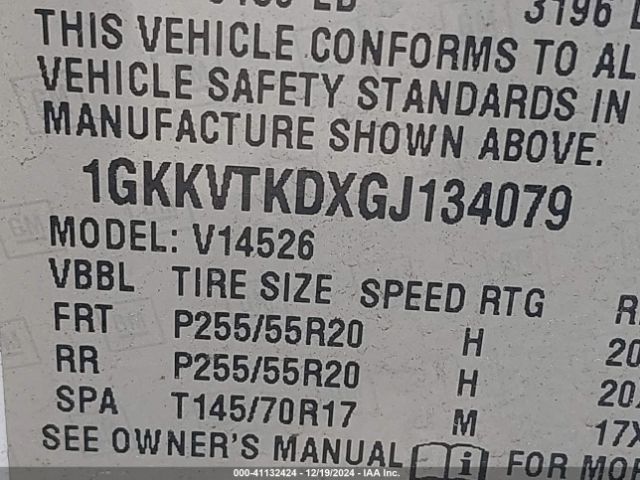 3196
THIS VEHICLE CONFORMS TO AL
VEHICLE SAFETY STANDARDS IN
MANUFACTURE SHOWN ABOVE.
1GKKVTKDXGJ134079
MODEL: V14526
VBBL TIRE SIZE SPEED RTG R
FRT P255/55R20 H 20
RR P255/55R20 H 20
SPA T145/70R17 M 17X
SEE OWNER'S MANUAL i FOR MOR
000-41132424 - 12/19/2024 - IAA Inc.